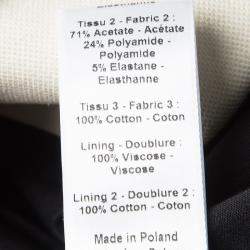 Elasthanne
Tissu 2 - Fabric 2 :
71% Acetate - Acétate
24% Polyamide -
Polyamide
5% Elastane -
Elasthanne
Tissu 3 - Fabric 3 :
100% Cotton - Coton
Lining - Doublure :
100% Viscose -
Viscose
Lining 2 - Doublure 2 :
100% Cotton - Coton
Made in Poland